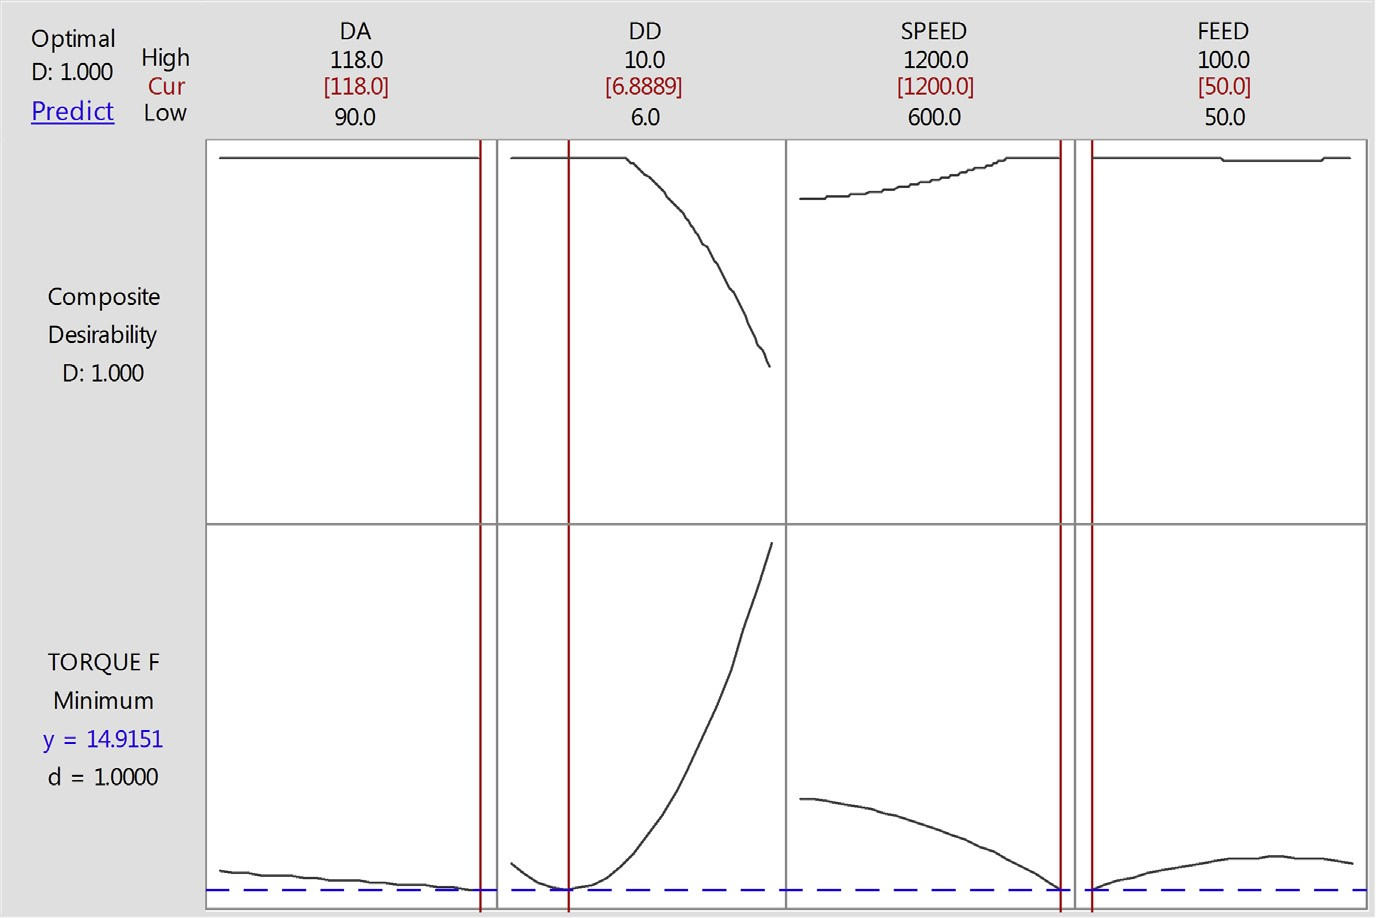 Optimal
D: 1.000
Predict
High
Cur
Low
DA
118.0
[118.0]
90.0
DD
10.0
[6.8889]
6.0
SPEED
1200.0
[1200.0]
600.0
FEED
100.0
[50.0]
50.0
Composite
Desirability
D: 1.000
TORQUE F
Minimum
y = 14.9151
d = 1.0000